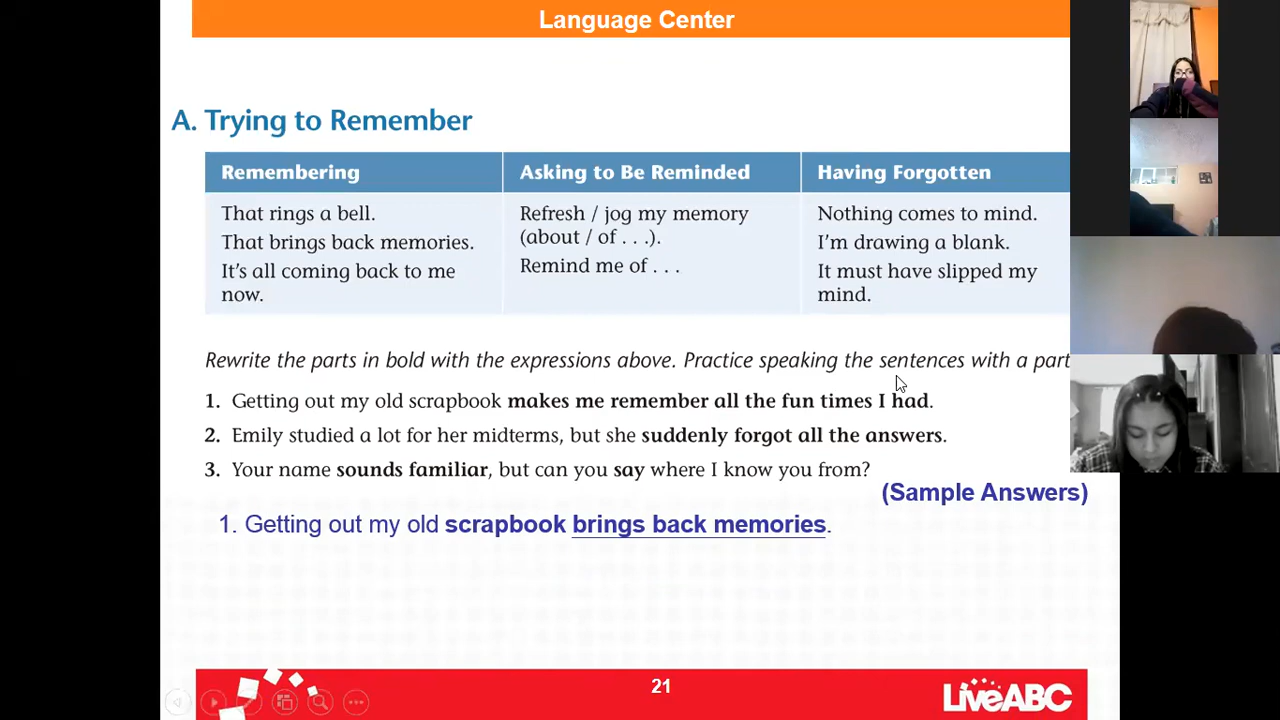 Language Center
A. Trying to Remember
Remembering
Asking to Be Reminded
Having Forgotten
That rings a bell.
That brings back memories.
It's all coming back to me
now.
Refresh / jog my memory
(about / of . . .).
Remind me of . . .
Nothing comes to mind.
I'm drawing a blank.
It must have slipped my
mind.
Rewrite the parts in bold with the expressions above. Practice speaking the sentences with a part
1. Getting out my old scrapbook makes me remember all the fun times I had.
2. Emily studied a lot for her midterms, but she suddenly forgot all the answers.
3. Your name sounds familiar, but can you say where I know you from?
(Sample Answers)
1. Getting out my old scrapbook brings back memories.
21
LiveABC